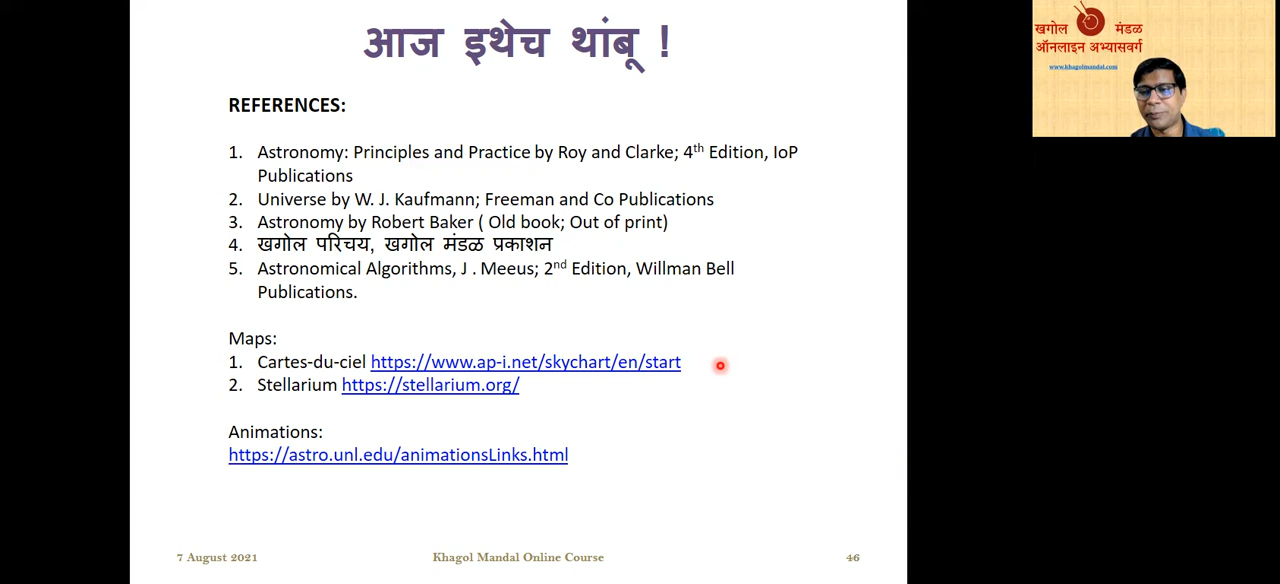 आज इथेच थांबू !
REFERENCES:
1. Astronomy: Principles and Practice by Roy and Clarke; 4th Edition, IoP
Publications
2. Universe by W. J. Kaufmann; Freeman and Co Publications
3. Astronomy by Robert Baker ( Old book; Out of print)
4. खगोल परिचय, खगोल मंडळ प्रकाशन
5. Astronomical Algorithms, J . Meeus; 2nd Edition, Willman Bell
Publications.
Maps:
1. Cartes-du-ciel https://www.ap-i.net/skychart/en/start
2. Stellarium https://stellarium.org/
Animations:
https://astro.unl.edu/animationsLinks.html
7 August 2021 Khagol Mandal Online Course 46
खगोल मंडळ
ऑनलाइन अभ्यासवर्ग
www.khagolmandal.com